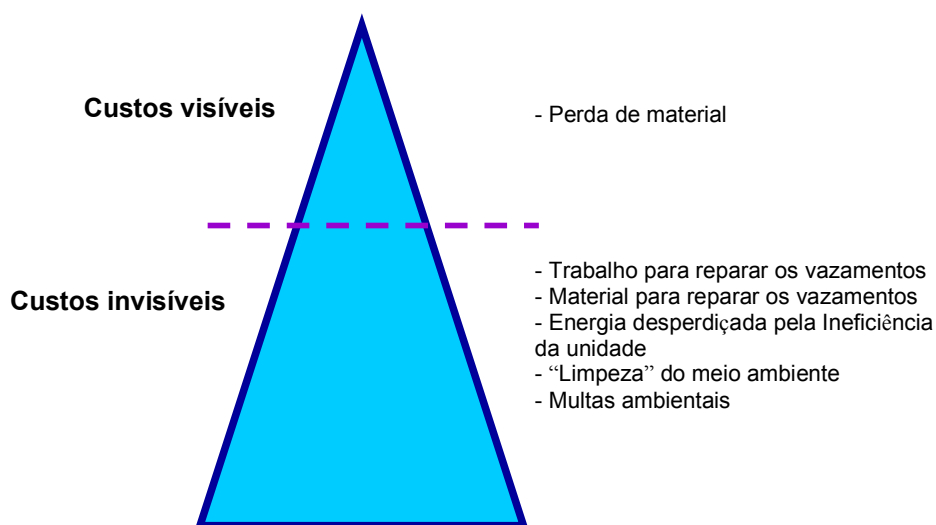 Custos visíveis
- Perda de material
Custos invisíveis
- Trabalho para reparar os vazamentos
- Material para reparar os vazamentos
- Energia desperdiçada pela Ineficiência
da unidade
- “Limpeza” do meio ambiente
- Multas ambientais